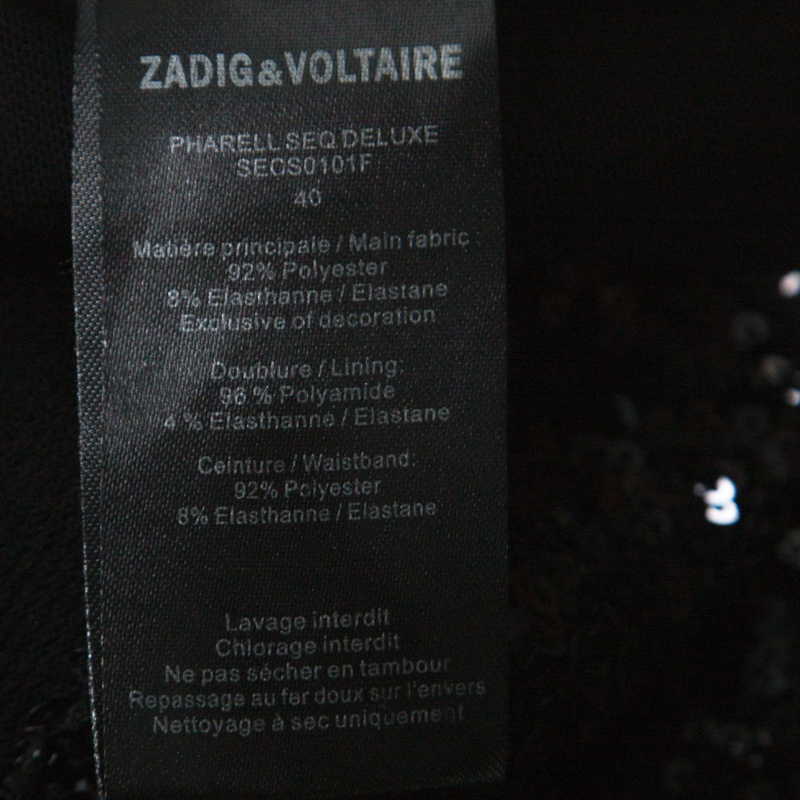 ZADIG&VOLTAIRE
PHARELL SEQ DELUXE
SEOS0101F
40
Matière principale / Main fabric :
92% Polyester
8% Elasthanne / Elastane
Exclusive of decoration
Doublure / Lining:
96 % Polyamide
4 % Elasthanne / Elastane
Ceinture / Waistband:
92% Polyester
8% Elasthanne / Elastane
Lavage interdit
Chlorage interdit
Ne pas sécher en tambour
Repassage au fer doux sur l'envers
Nettoyage à sec uniquement